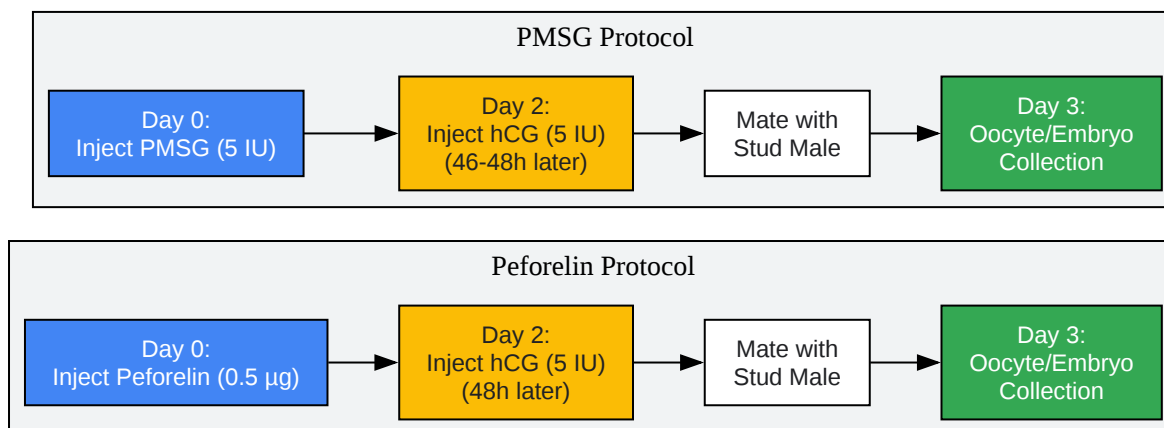 PMSG Protocol
Day 0:
Inject PMSG (5 IU)
Day 2:
Inject hCG (5 IU)
(46-48h later)
Mate with
Stud Male
Day 3:
Oocyte/Embryo
Collection
Peforelin Protocol
Day 0:
Inject Peforelin (0.5 µg)
Day 2:
Inject hCG (5 IU)
(48h later)
Mate with
Stud Male
Day 3:
Oocyte/Embryo
Collection